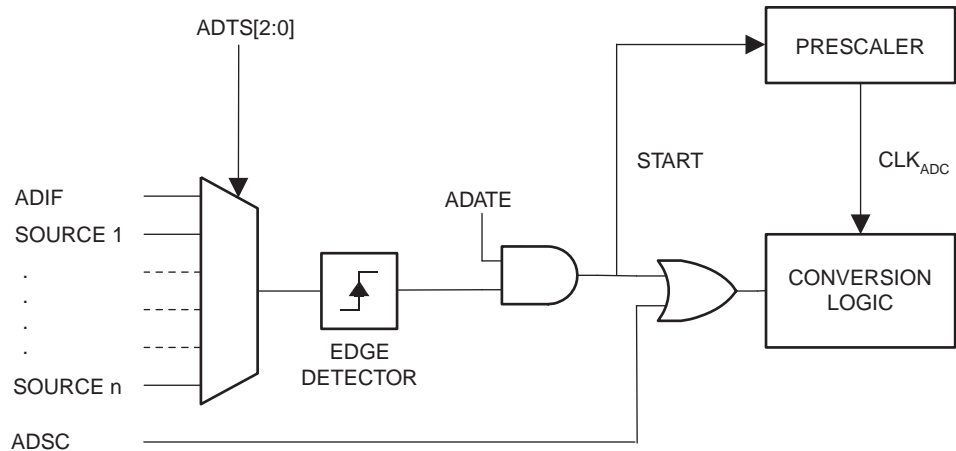 ADTS[2:0]
PRESCALER
START
CLKADC
ADIF
ADATE
SOURCE 1
.
.
.
.
CONVERSION
LOGIC
EDGE
DETECTOR
SOURCE n
ADSC